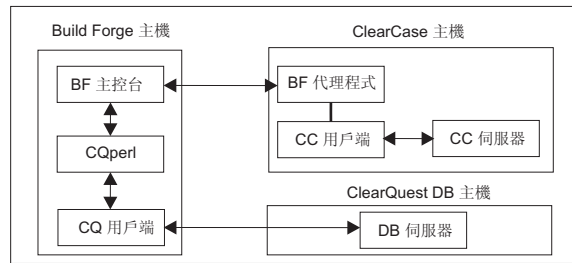 Build Forge 主機
BF 主控台
CQperl
CQ 用戶端
ClearCase 主機
BF 代理程式
CC 用戶端
CC 伺服器
ClearQuest DB 主機
DB 伺服器